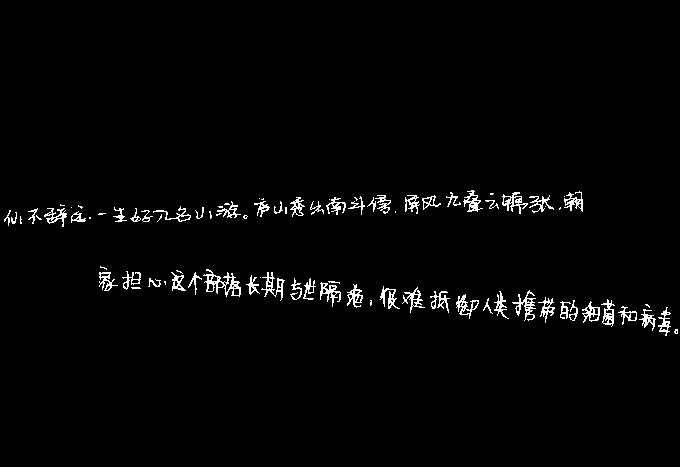 仙不辞远,一生好入名山游。庐山秀出南斗傍,屏风九叠云锦张,朝
家担心这个部落长期与世隔绝,很难抵御人类携带的细菌和病毒。